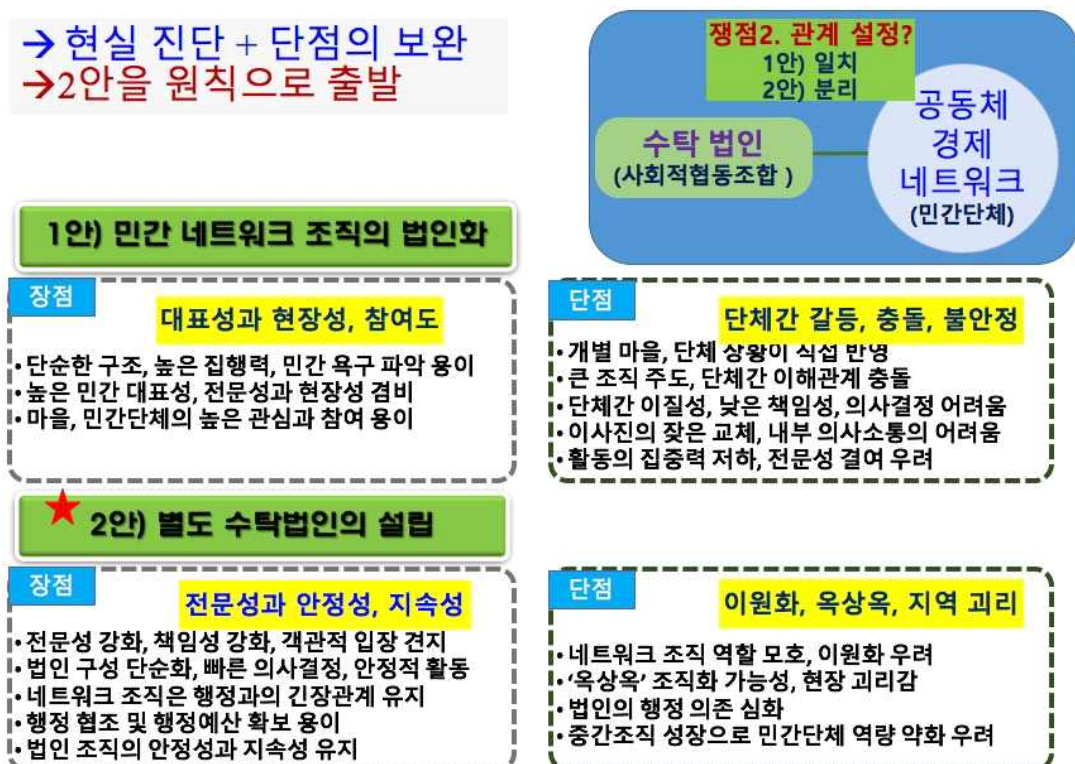 → 현실 진단 + 단점의 보완
→2안을 원칙으로 출발
쟁점2. 관계 설정?
1안) 일치
2안) 분리
수탁 법인
(사회적협동조합 )
공동체
경제
네트워크
(민간단체)
1안) 민간 네트워크 조직의 법인화
장점
대표성과 현장성, 참여도
• 단순한 구조, 높은 집행력, 민간 욕구 파악 용이
• 높은 민간 대표성, 전문성과 현장성 겸비
• 마을, 민간단체의 높은 관심과 참여 용이
단점
단체간 갈등, 충돌, 불안정
• 개별 마을, 단체 상황이 직접 반영
• 큰 조직 주도, 단체간 이해관계 충돌
• 단체간 이질성, 낮은 책임성, 의사결정 어려움
• 이사진의 잦은 교체, 내부 의사소통의 어려움
• 활동의 집중력 저하, 전문성 결여 우려
2안) 별도 수탁법인의 설립
장점
전문성과 안정성, 지속성
• 전문성 강화, 책임성 강화, 객관적 입장 견지
• 법인 구성 단순화, 빠른 의사결정, 안정적 활동
• 네트워크 조직은 행정과의 긴장관계 유지
• 행정 협조 및 행정예산 확보 용이
• 법인 조직의 안정성과 지속성 유지
단점
이원화, 옥상옥, 지역 괴리
• 네트워크 조직 역할 모호, 이원화 우려
• ‘옥상옥’ 조직화 가능성, 현장 괴리감
• 법인의 행정 의존 심화
• 중간조직 성장으로 민간단체 역량 약화 우려